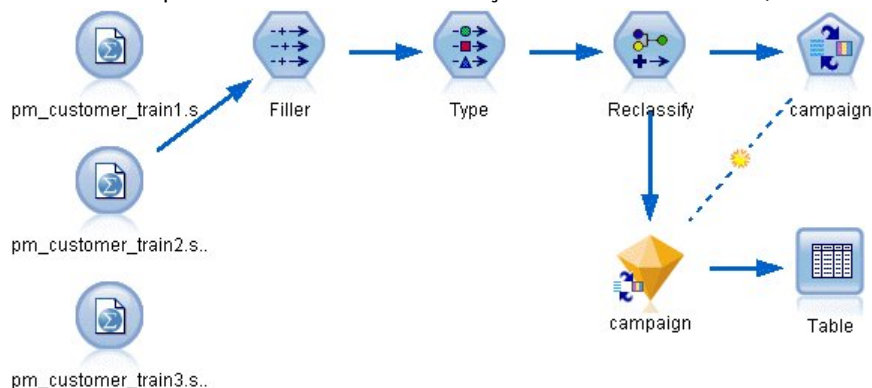 pm_customer_train1.s
Filler
Type
Reclassify
campaign
pm_customer_train2.s..
campaign
Table
pm_customer_train3.s..